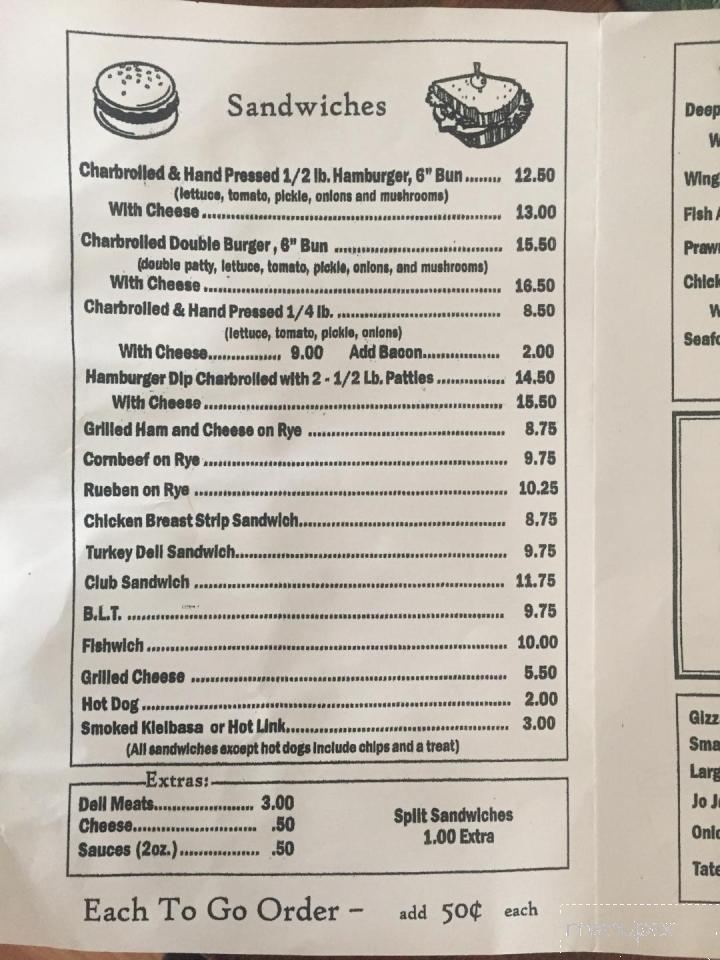 Sandwiches
Charbroiled & Hand Pressed 1/2 lb. Hamburger, 6" Bun ........ 12.50
(lettuce, tomato, pickle, onions and mushrooms)
With Cheese ........ 13.00
Charbroiled Double Burger, 6" Bun ........ 15.50
(double patty, lettuce, tomato, pickle, onions, and mushrooms)
With Cheese ........ 16.50
Charbroiled & Hand Pressed 1/4 lb. ........ 8.50
(lettuce, tomato, pickle, onions)
With Cheese........ 9.00 Add Bacon........ 2.00
Hamburger Dip Charbroiled with 2 - 1/2 Lb. Patties ........ 14.50
With Cheese ........ 15.50
Grilled Ham and Cheese on Rye ........ 8.75
Cornbeef on Rye ........ 9.75
Rueben on Rye ........ 10.25
Chicken Breast Strip Sandwich........ 8.75
Turkey Deli Sandwich........ 9.75
Club Sandwich ........ 11.75
B.L.T. ........ 9.75
Fishwich ........ 10.00
Grilled Cheese ........ 5.50
Hot Dog ........ 2.00
Smoked Kielbasa or Hot Link........ 3.00
(All sandwiches except hot dogs include chips and a treat)
Extras:
Deli Meats........ 3.00
Cheese........ .50
Sauces (2oz.)........ .50
Split Sandwiches
1.00 Extra
Each To Go Order - add 50¢ each
Deep
W
Wing
Fish A
Prawn
Chick
W
Seafo
Gizz
Sma
Larg
Jo Jo
Onio
Tate
menupix